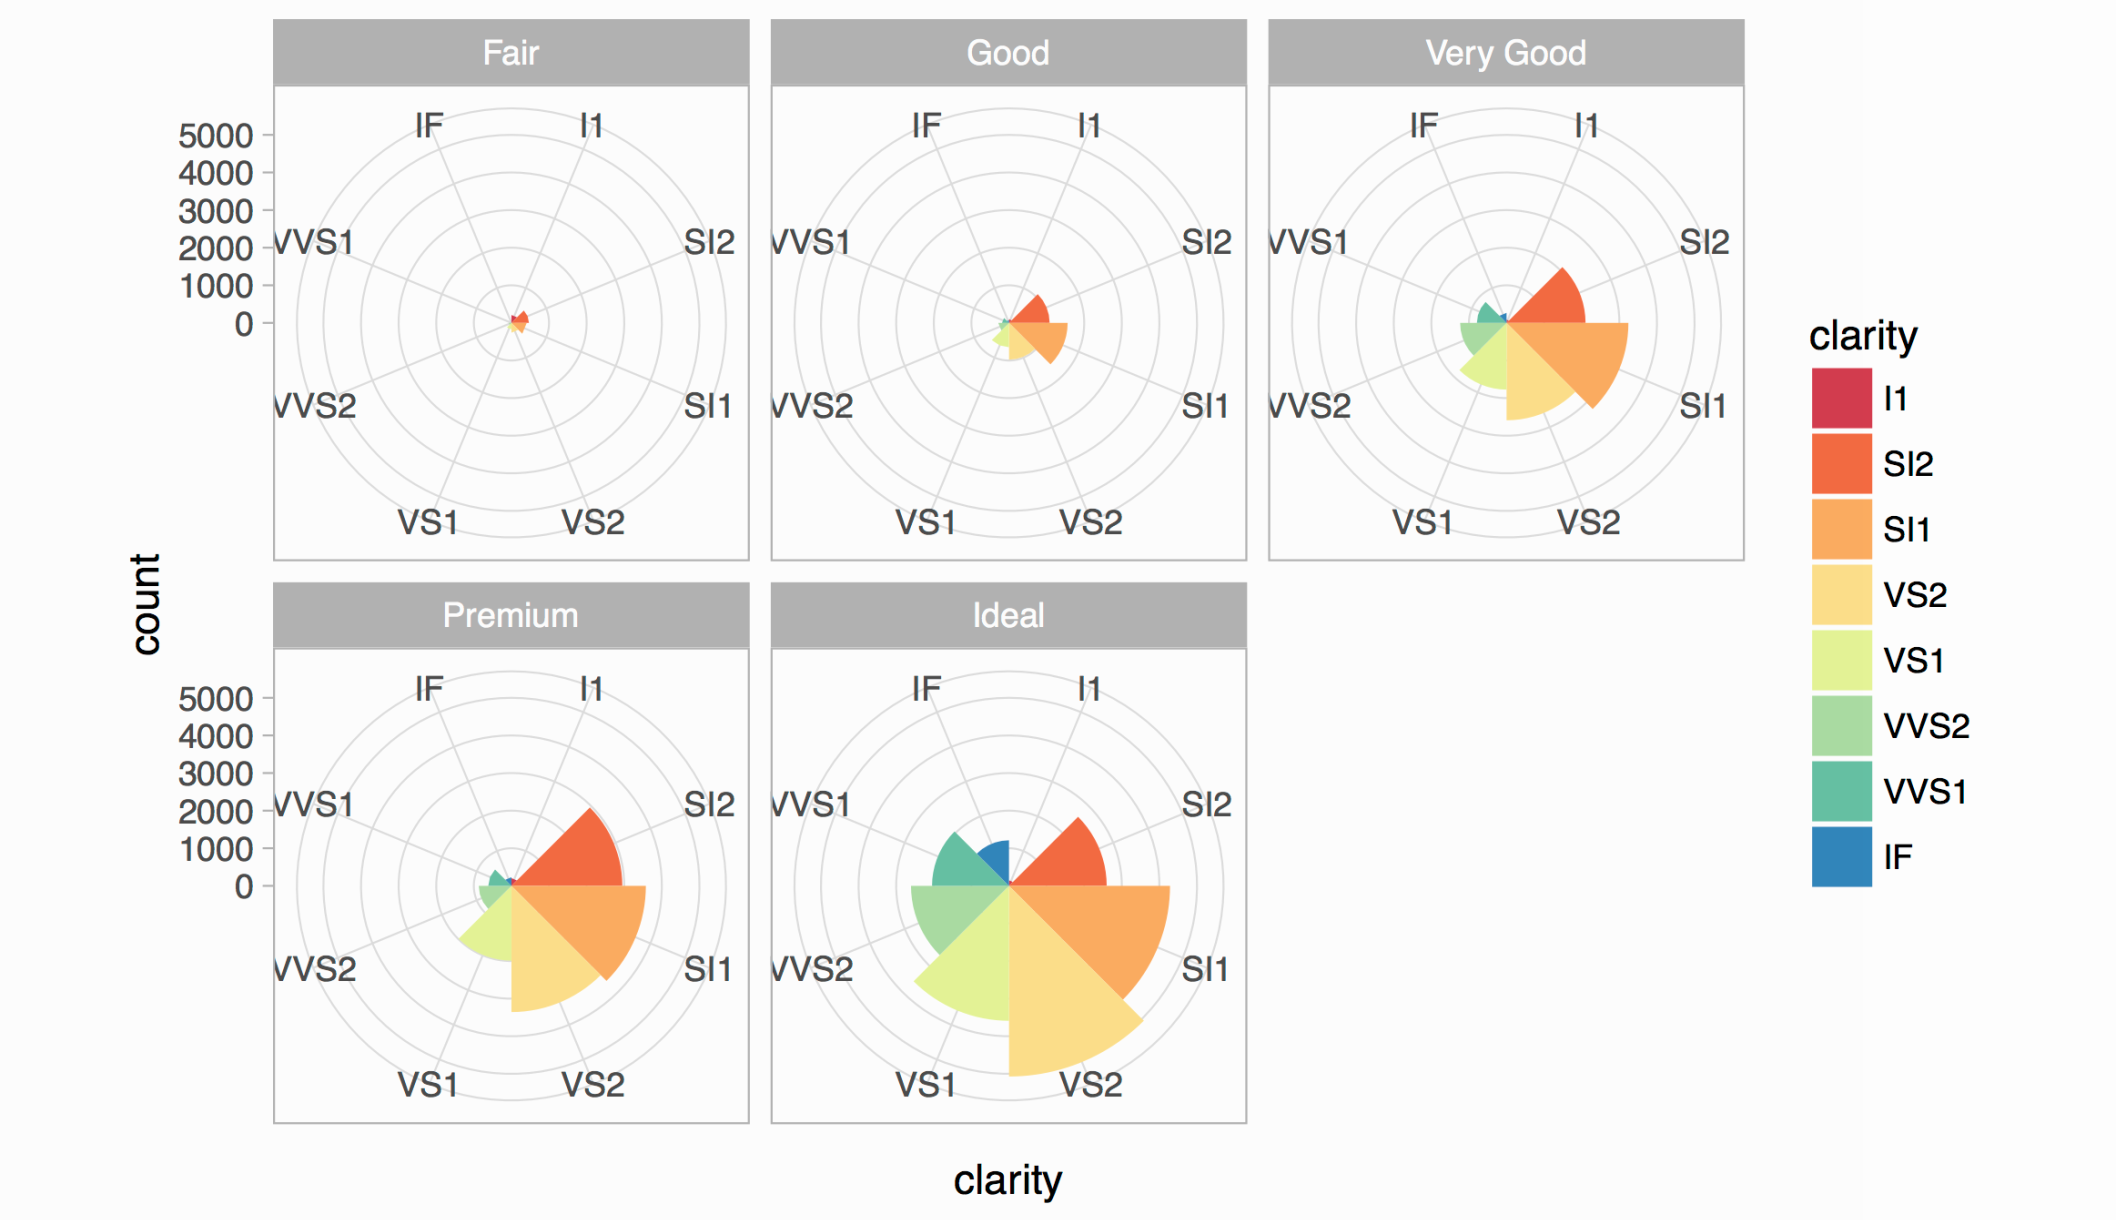 Fair
Good
Very Good
5000
4000
3000
2000
1000
0
IF
I1
VVS1
SI2
VVS2
SI1
VS1
VS2
IF
I1
VVS1
SI2
VVS2
SI1
VS1
VS2
IF
I1
VVS1
SI2
VVS2
SI1
VS1
VS2
count
Premium
Ideal
5000
4000
3000
2000
1000
0
IF
I1
VVS1
SI2
VVS2
SI1
VS1
VS2
IF
I1
VVS1
SI2
VVS2
SI1
VS1
VS2
clarity
clarity
I1
SI2
SI1
VS2
VS1
VVS2
VVS1
IF